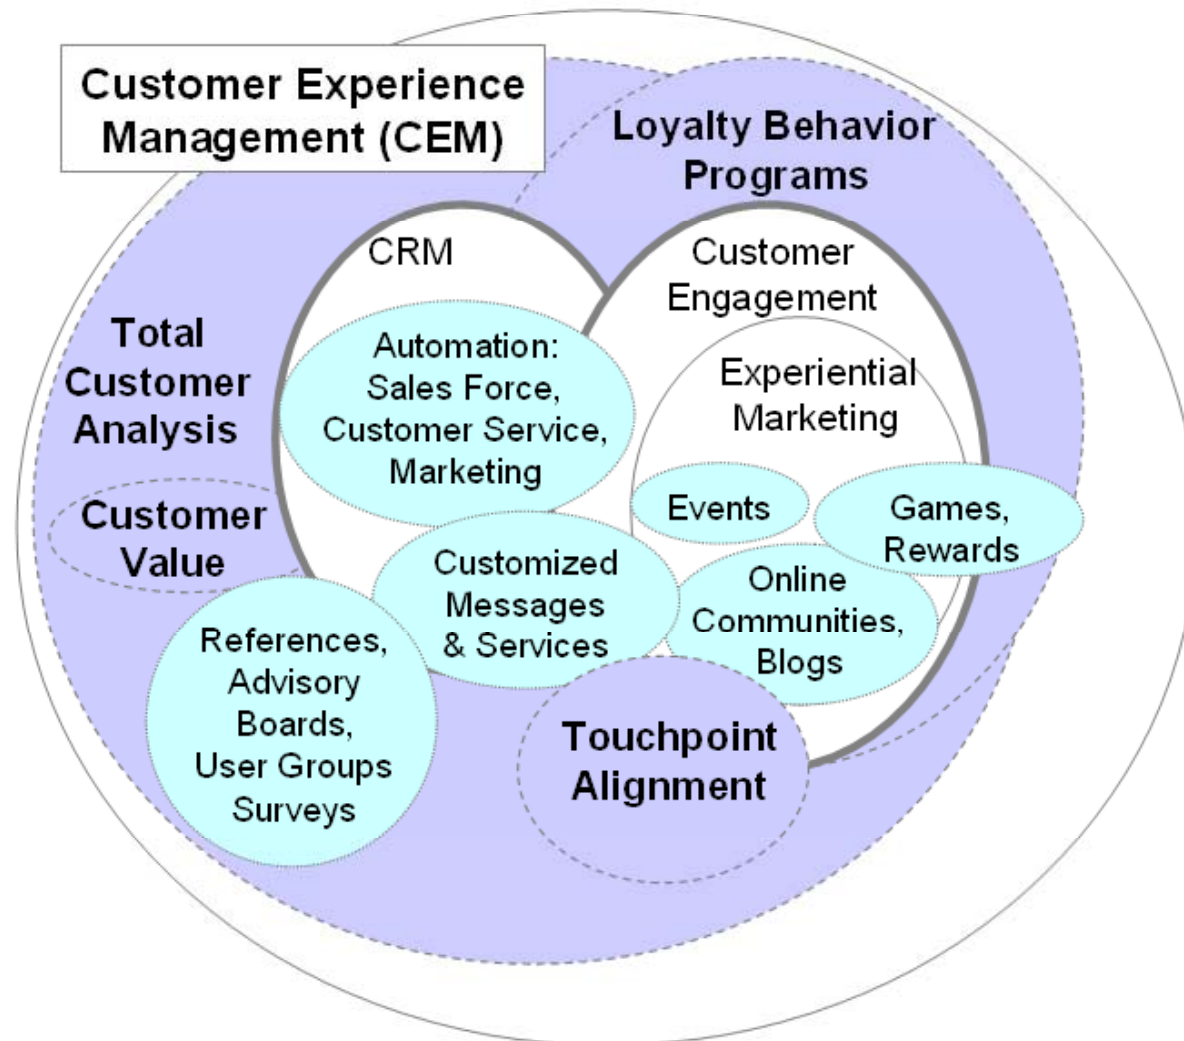 Customer Experience
Management (CEM)
Loyalty Behavior
Programs
CRM
Customer
Engagement
Total
Customer
Analysis
Automation:
Sales Force,
Customer Service,
Marketing
Experiential
Marketing
Customer
Value
Events
Games,
Rewards
Customized
Messages
& Services
Online
Communities,
Blogs
References,
Advisory
Boards,
User Groups
Surveys
Touchpoint
Alignment